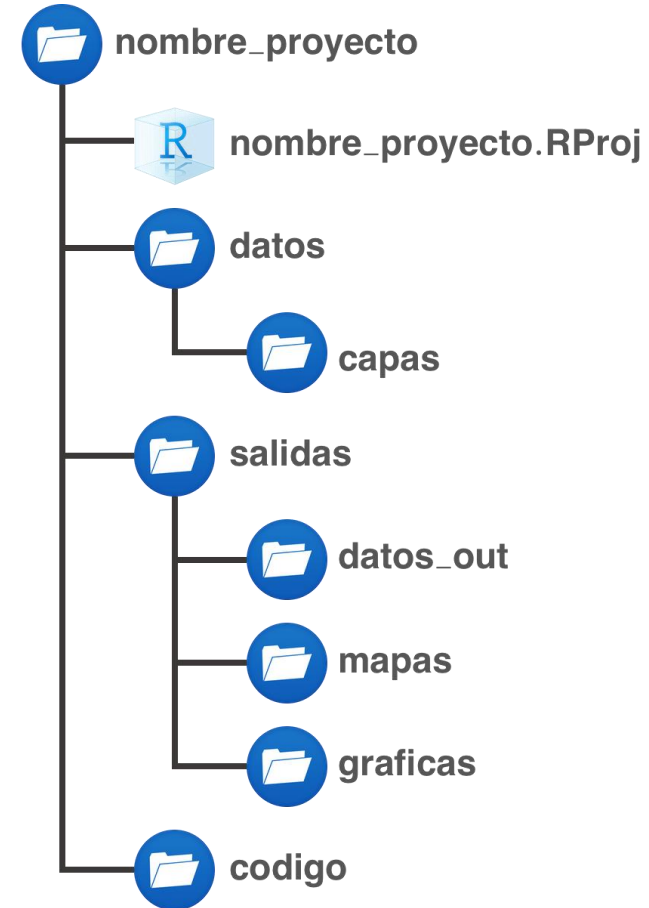 nombre_proyecto
R
nombre_proyecto.RProj
datos
capas
salidas
datos_out
mapas
graficas
codigo